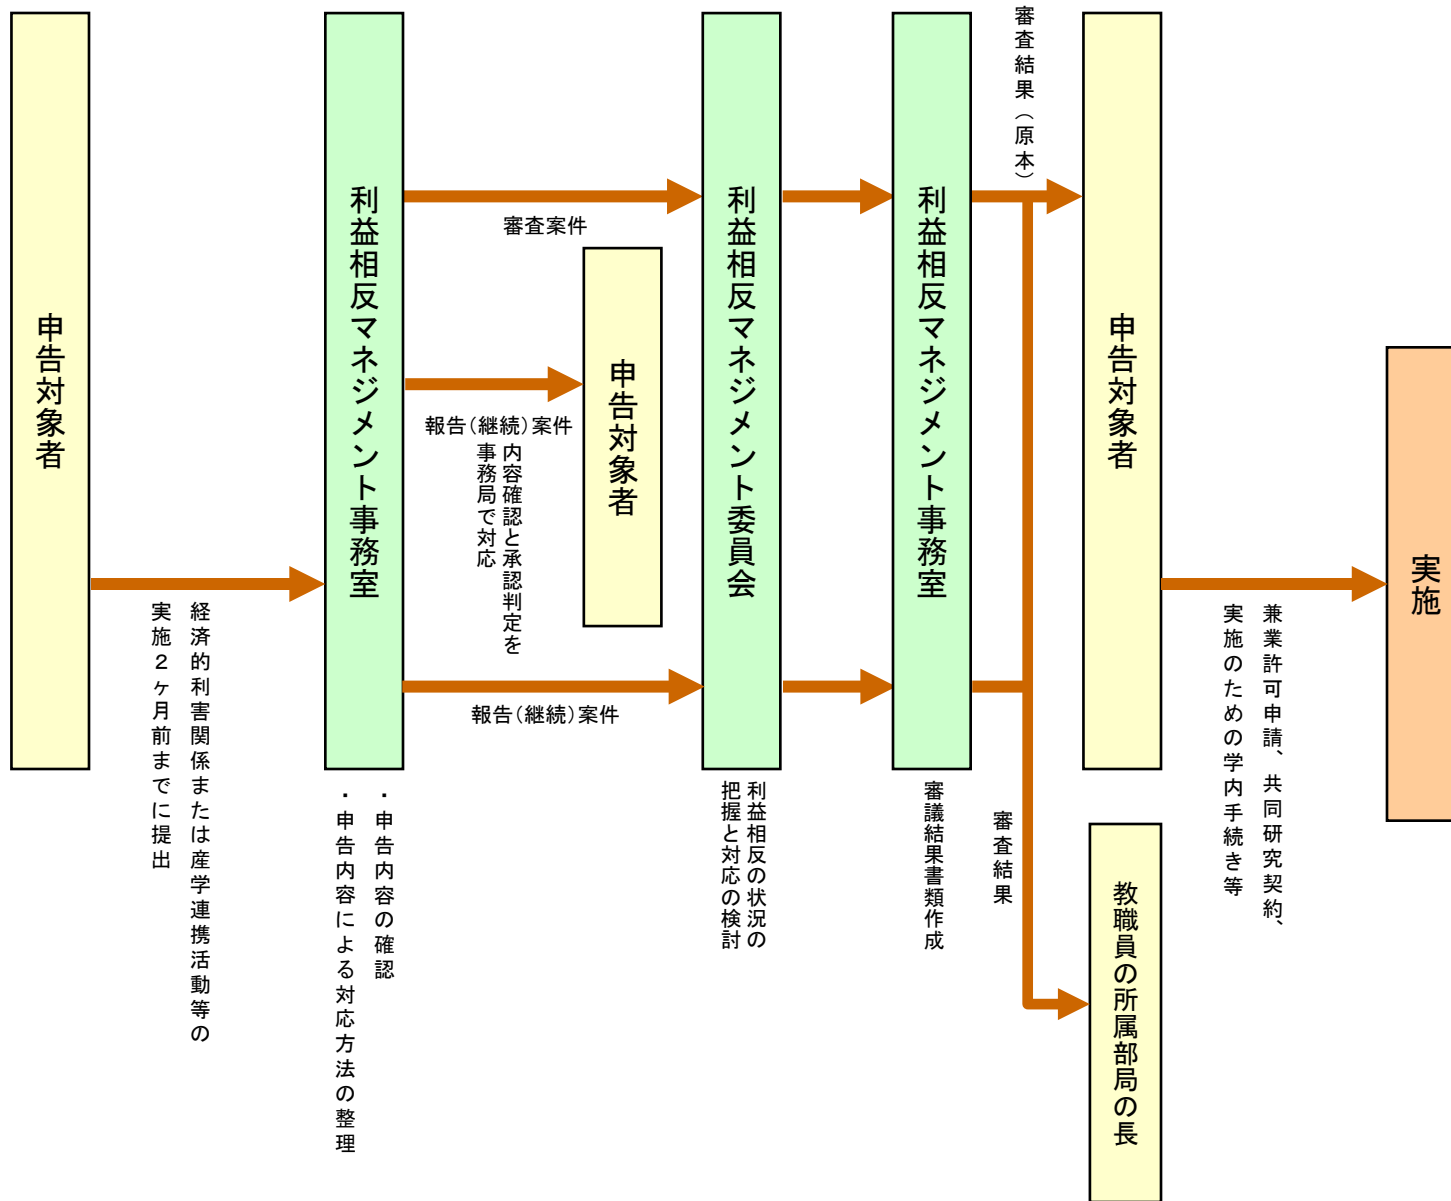 申告対象者
経済的利害関係または産学連携活動等の
実施２ヶ月前までに提出
利益相反マネジメント事務室
・申告内容の確認
・申告内容による対応方法の整理
審査案件
報告（継続）案件
内容確認と承認判定を
事務局で対応
申告対象者
報告（継続）案件
利益相反マネジメント委員会
利益相反の状況の
把握と対応の検討
利益相反マネジメント事務室
審議結果書類作成
審査結果（原本）
審査結果
申告対象者
教職員の所属部局の長
兼業許可申請、共同研究契約、
実施のための学内手続き等
実施